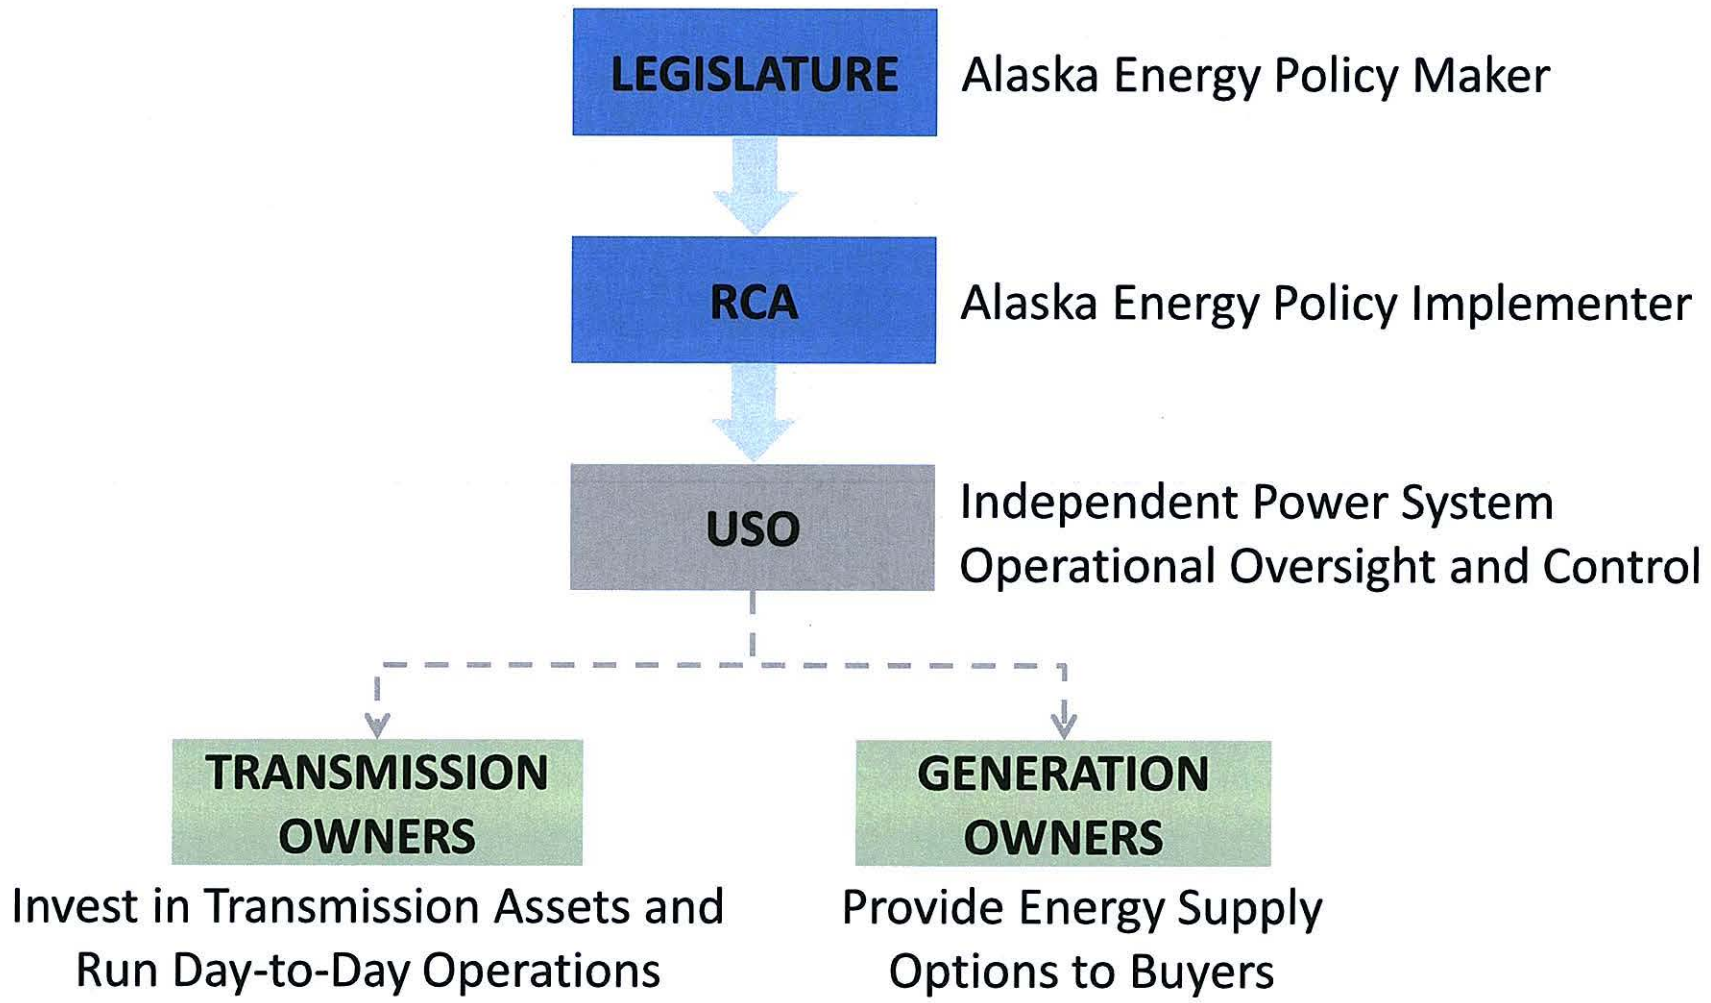 LEGISLATURE
Alaska Energy Policy Maker
RCA
Alaska Energy Policy Implementer
USO
Independent Power System
Operational Oversight and Control
TRANSMISSION
OWNERS
Invest in Transmission Assets and
Run Day-to-Day Operations
GENERATION
OWNERS
Provide Energy Supply
Options to Buyers